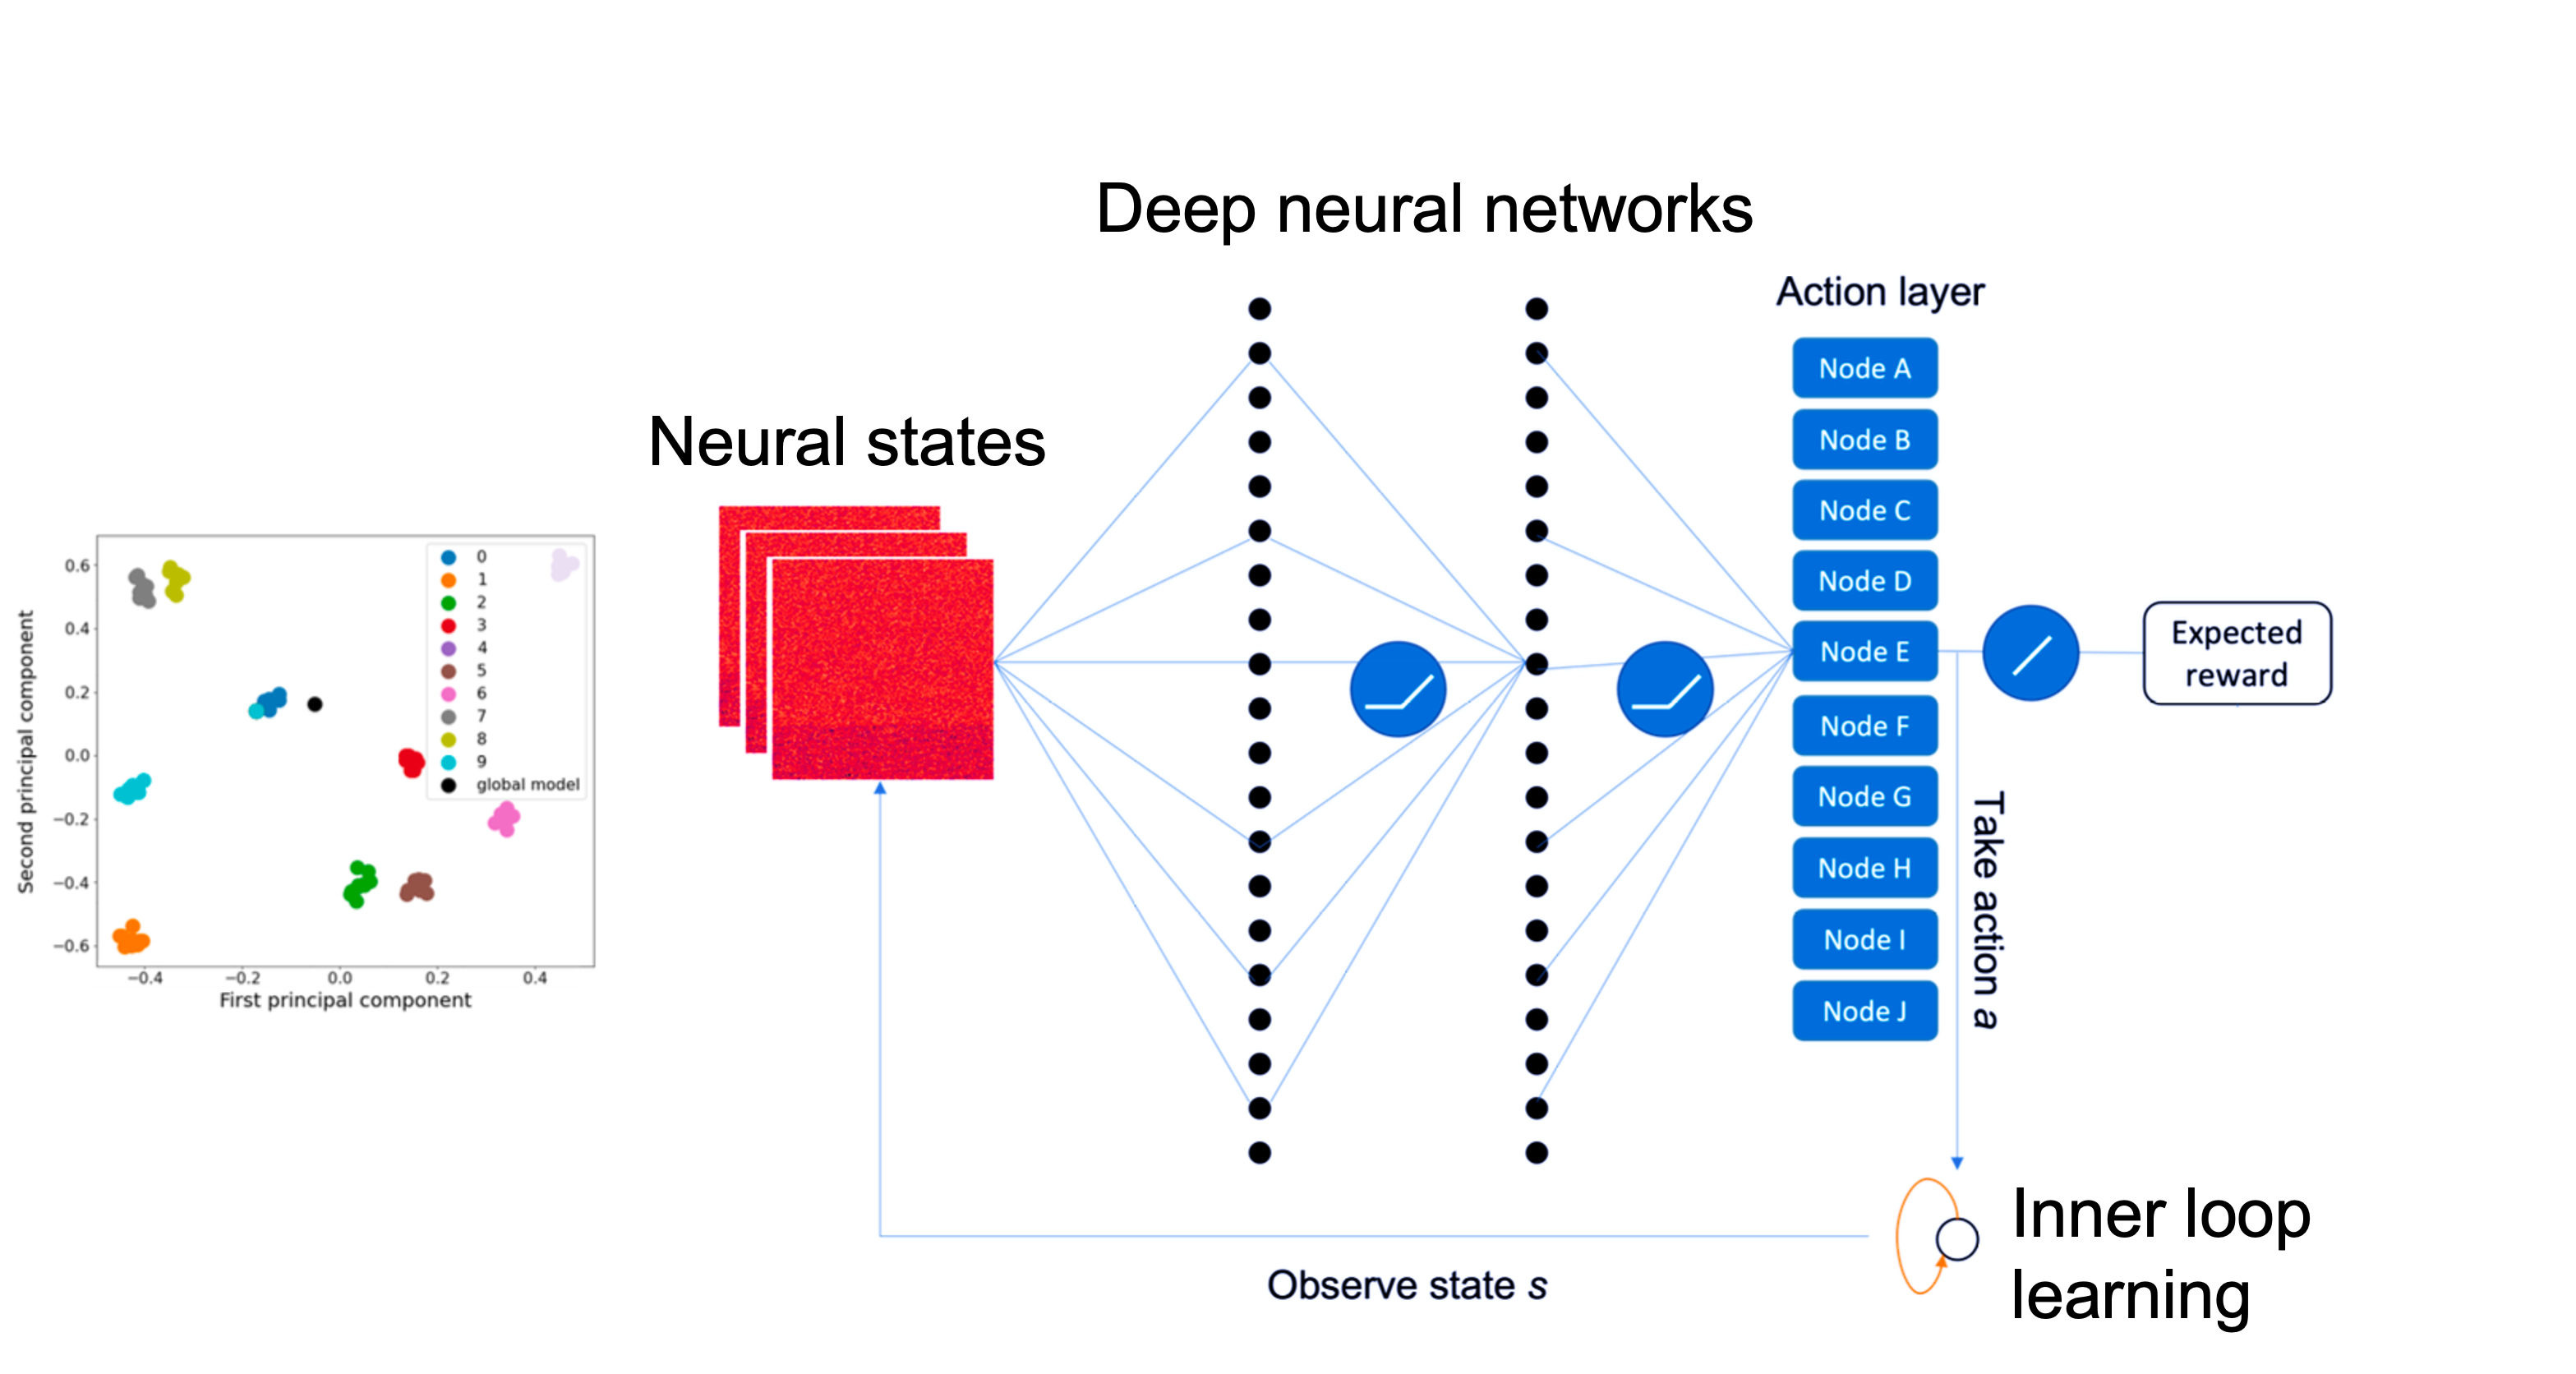 Deep neural networks
Action layer
Neural states
Node A
Node B
Node C
Node D
Node E
Node F
Node G
Node H
Node I
Node J
Expected
reward
Take action a
Inner loop
learning
Observe state s
Second principal component
0.6
0.4
0.2
0.0
−0.2
−0.4
−0.6
0
1
2
3
4
5
6
7
8
9
global model
−0.4
−0.2
0.0
0.2
0.4
First principal component